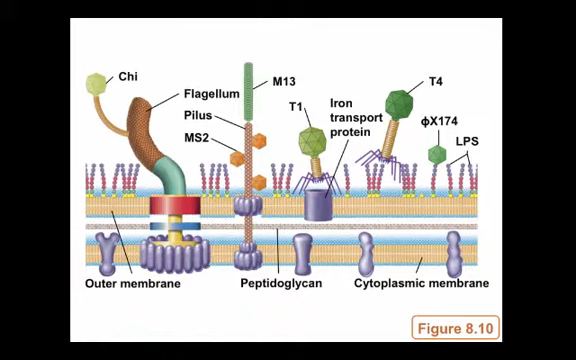 Chi
Flagellum
Pilus
MS2
M13
T1
Iron
transport
protein
T4
ϕX174
LPS
Outer membrane
Peptidoglycan
Cytoplasmic membrane
Figure 8.10